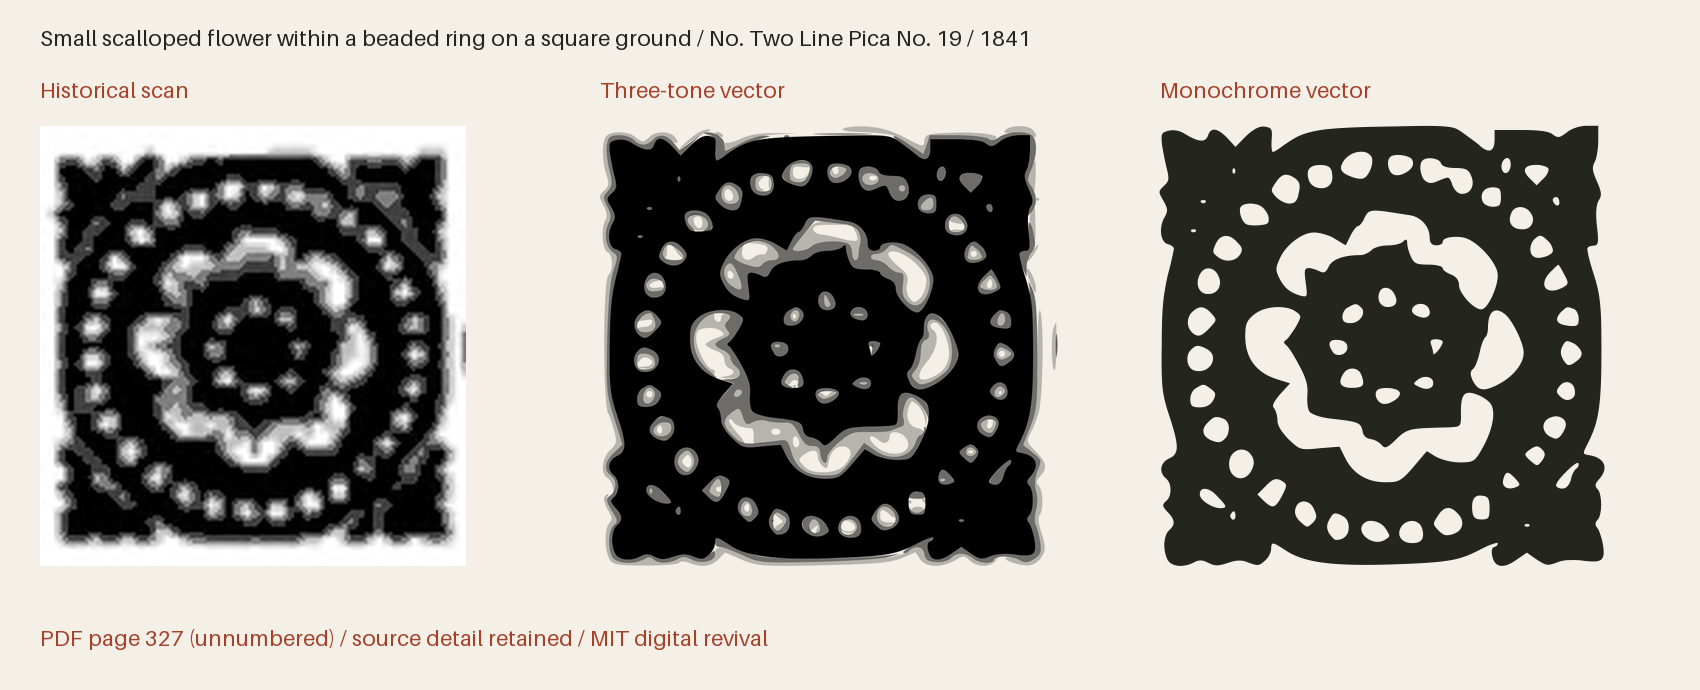 Small scalloped flower within a beaded ring on a square ground / No. Two Line Pica No. 19 / 1841
Historical scan
Three-tone vector
Monochrome vector
PDF page 327 (unnumbered) / source detail retained / MIT digital revival